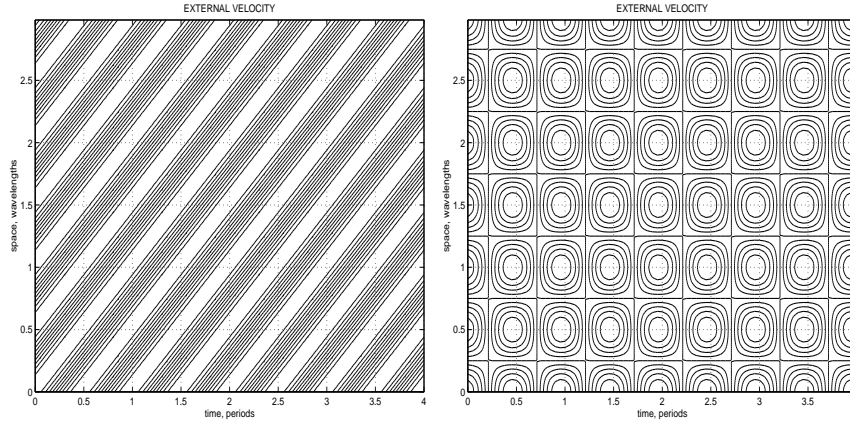 EXTERNAL VELOCITY
2.5
2
1.5
1
0.5
0
space, wavelengths
0 0.5 1 1.5 2 2.5 3 3.5 4
time, periods
EXTERNAL VELOCITY
2.5
2
1.5
1
0.5
0
space, wavelengths
0 0.5 1 1.5 2 2.5 3 3.5
time, periods